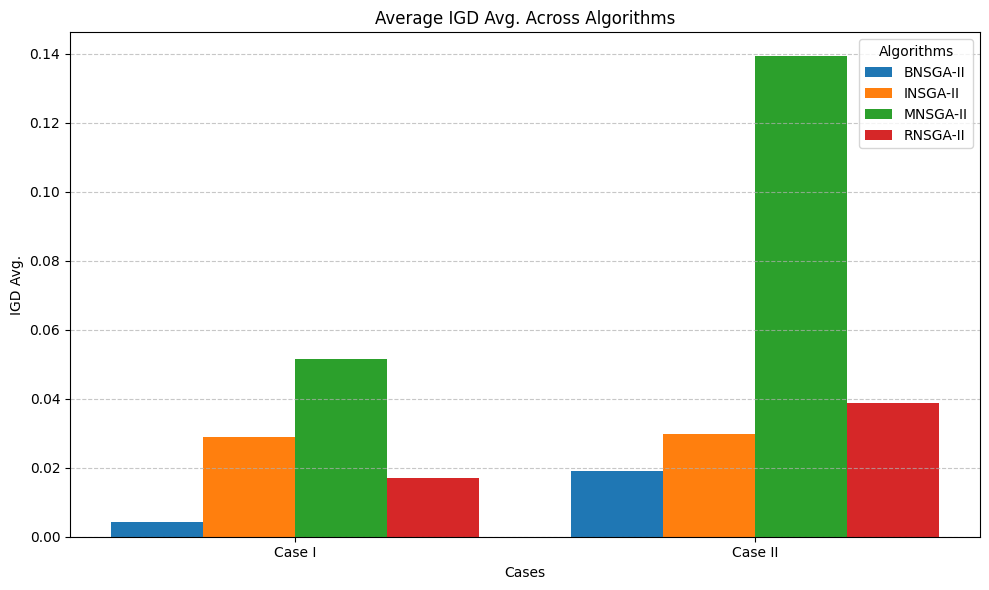 Average IGD Avg. Across Algorithms
IGD Avg.
0.14
0.12
0.10
0.08
0.06
0.04
0.02
0.00
Algorithms
BNSGA-II
INSGA-II
MNSGA-II
RNSGA-II
Case I
Case II
Cases